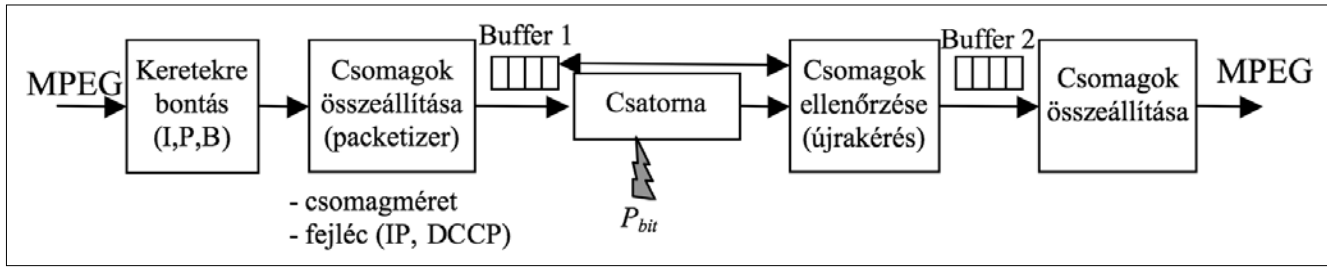 MPEG
Keretekre
bontás
(I,P,B)
Csomagok
összeállítása
(packetizer)
- csomagméret
- fejléc (IP, DCCP)
Buffer 1
Csatorna
P_bit
Csomagok
ellenőrzése
(újrakérés)
Buffer 2
Csomagok
összeállítása
MPEG